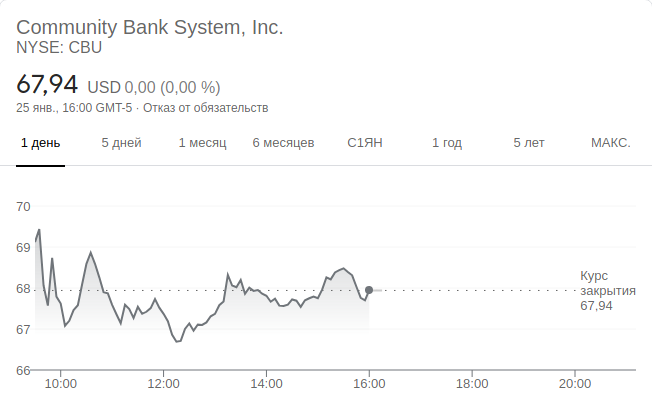 Community Bank System, Inc.
NYSE: CBU
67,94 USD 0,00 (0,00 %)
25 янв., 16:00 GMT-5 · Отказ от обязательств
1 день 5 дней 1 месяц 6 месяцев С1ЯН 1 год 5 лет МАКС.
70
69
68
67
66
Курс
закрытия
67,94
10:00 12:00 14:00 16:00 18:00 20:00